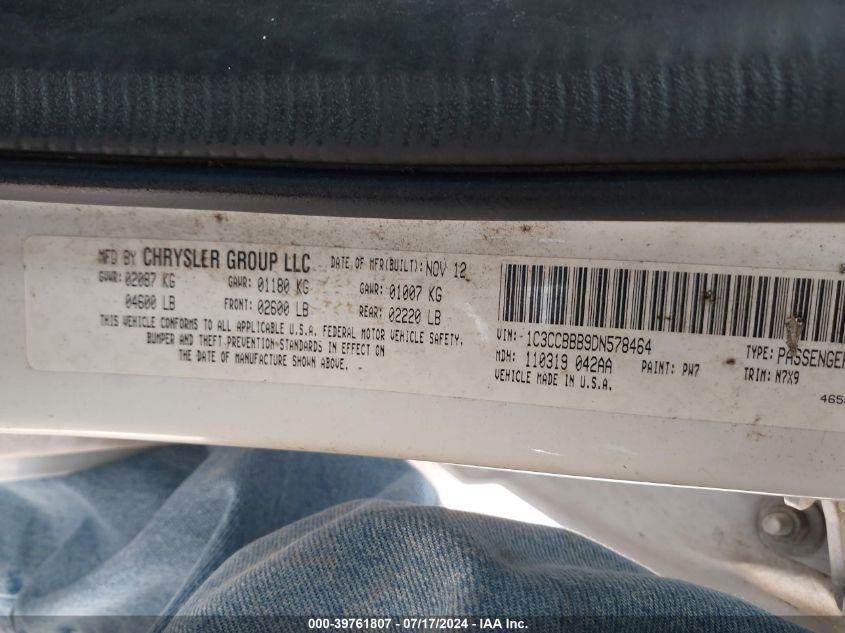 MFD BY CHRYSLER GROUP LLC DATE OF MFR(BUILT): NOV 12
GVWR: 02087 KG GAWR: 01180 KG GAWR: 01007 KG
04600 LB FRONT: 02600 LB REAR: 02220 LB
THIS VEHICLE CONFORMS TO ALL APPLICABLE U.S.A. FEDERAL MOTOR VEHICLE SAFETY,
BUMPER AND THEFT PREVENTION STANDARDS IN EFFECT ON
THE DATE OF MANUFACTURE SHOWN ABOVE.
VIN: 1C3CCBBB9DN578464 TYPE: PASSENGER
MDH: 110319 042AA PAINT: PW7 TRIM: N7X9
VEHICLE MADE IN U.S.A.
000-39761807 - 07/17/2024 - IAA Inc.